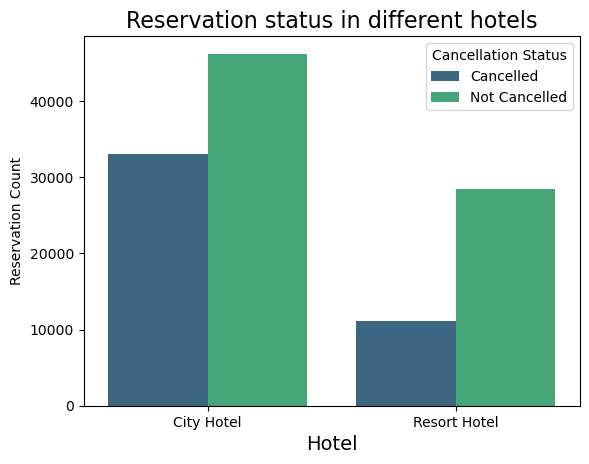 Reservation status in different hotels
Cancellation Status
Cancelled
Not Cancelled
Reservation Count
40000
30000
20000
10000
0
City Hotel
Resort Hotel
Hotel